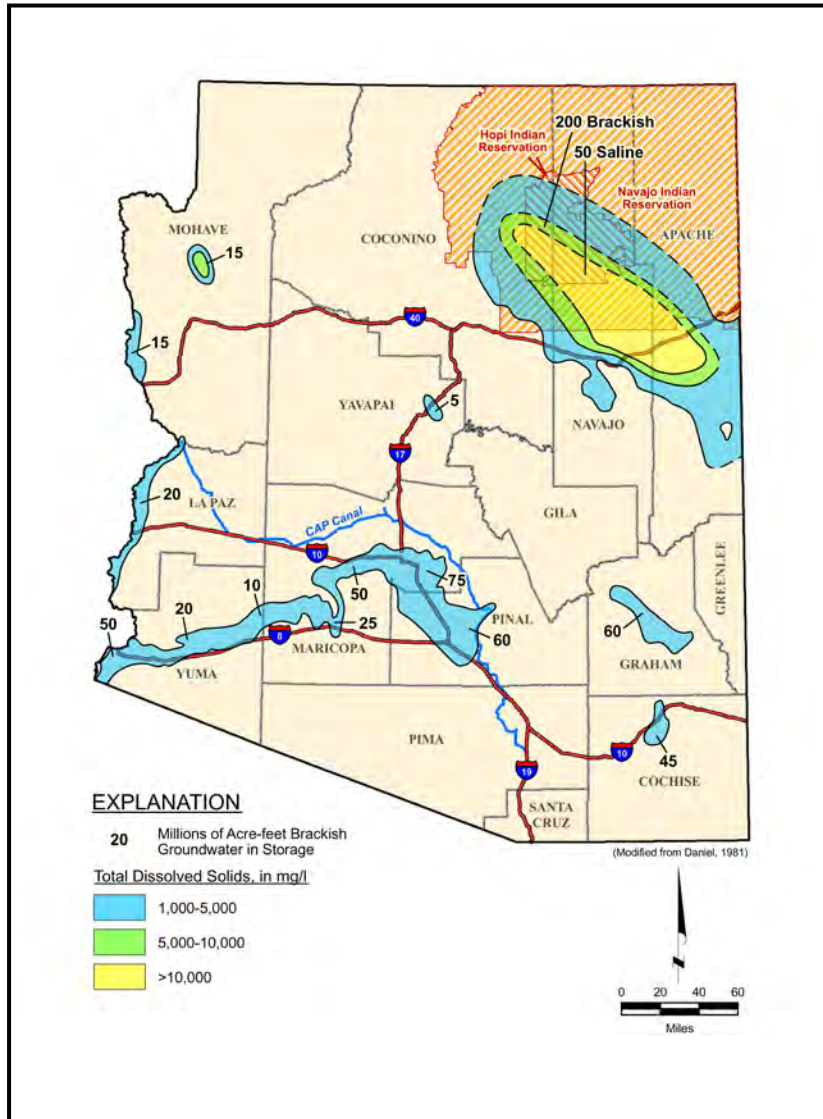 200 Brackish
Hopi Indian
Reservation
50 Saline
Navajo Indian
Reservation
MOHAVE
COCONINO
APACHE
15
15
40
YAVAPAI
5
NAVAJO
17
20
LA PAZ
GILA
CAP Canal
10
GREENLEE
75
50
10
PINAL
20
25
60
60
50
8
MARICOPA
GRAHAM
YUMA
PIMA
10
45
COCHISE
19
SANTA
CRUZ
EXPLANATION
20
Millions of Acre-feet Brackish
Groundwater in Storage
(Modified from Daniel, 1981)
Total Dissolved Solids, in mg/l
1,000-5,000
5,000-10,000
>10,000
0 20 40 60
Miles